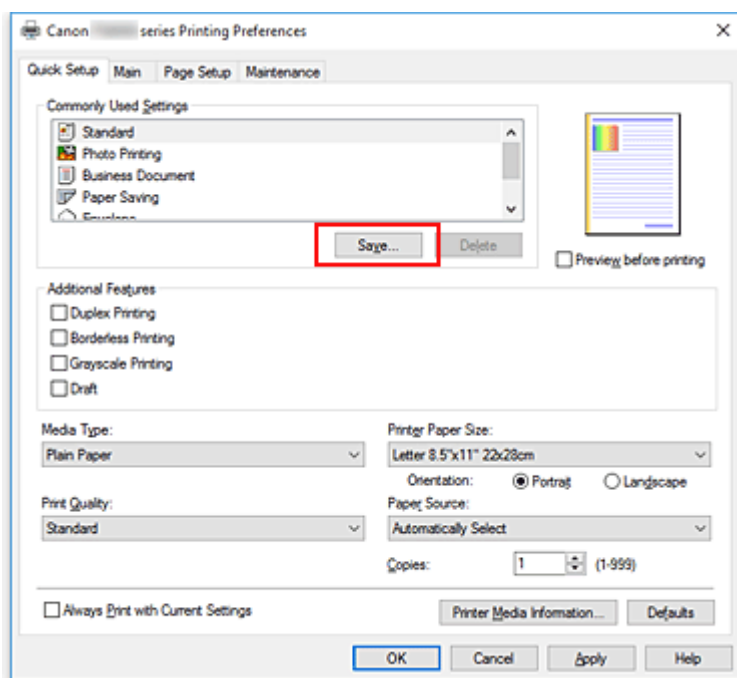 Canon series Printing Preferences
Quick Setup Main Page Setup Maintenance
Commonly Used Settings
Standard
Photo Printing
Business Document
Paper Saving
Envelope
Save... Delete
Preview before printing
Additional Features
Duplex Printing
Borderless Printing
Grayscale Printing
Draft
Media Type:
Plain Paper
Printer Paper Size:
Letter 8.5"x11" 22x28cm
Orientation: Portrait Landscape
Print Quality:
Standard
Paper Source:
Automatically Select
Copies: 1 (1-999)
Always Print with Current Settings
Printer Media Information... Defaults
OK Cancel Apply Help